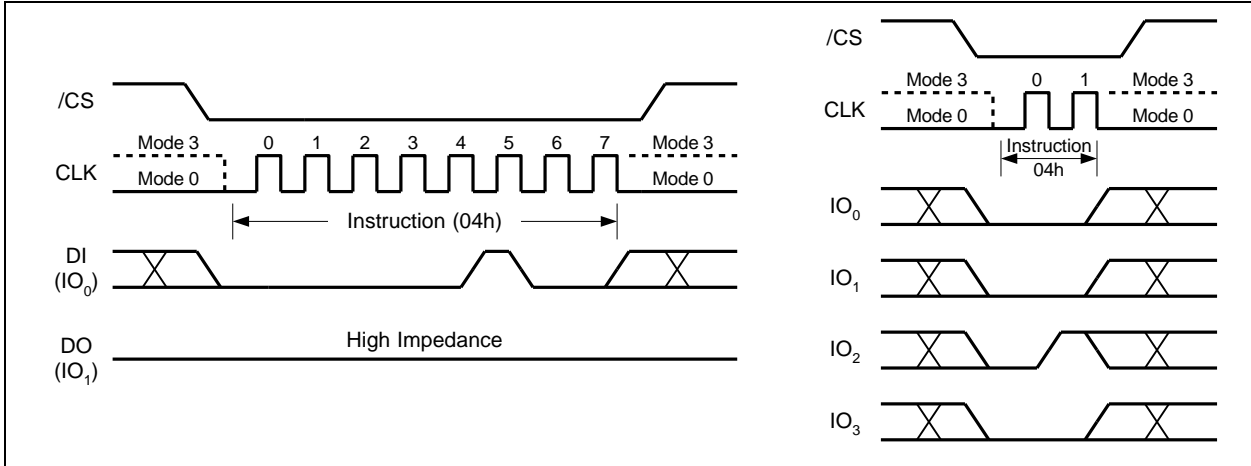 /CS
Mode 3 0 1 2 3 4 5 6 7 Mode 3
CLK
Mode 0 Mode 0
Instruction (04h)
DI
(IO0)
High Impedance
DO
(IO1)
/CS
Mode 3 0 1 Mode 3
CLK
Mode 0 Mode 0
Instruction
04h
IO0
IO1
IO2
IO3